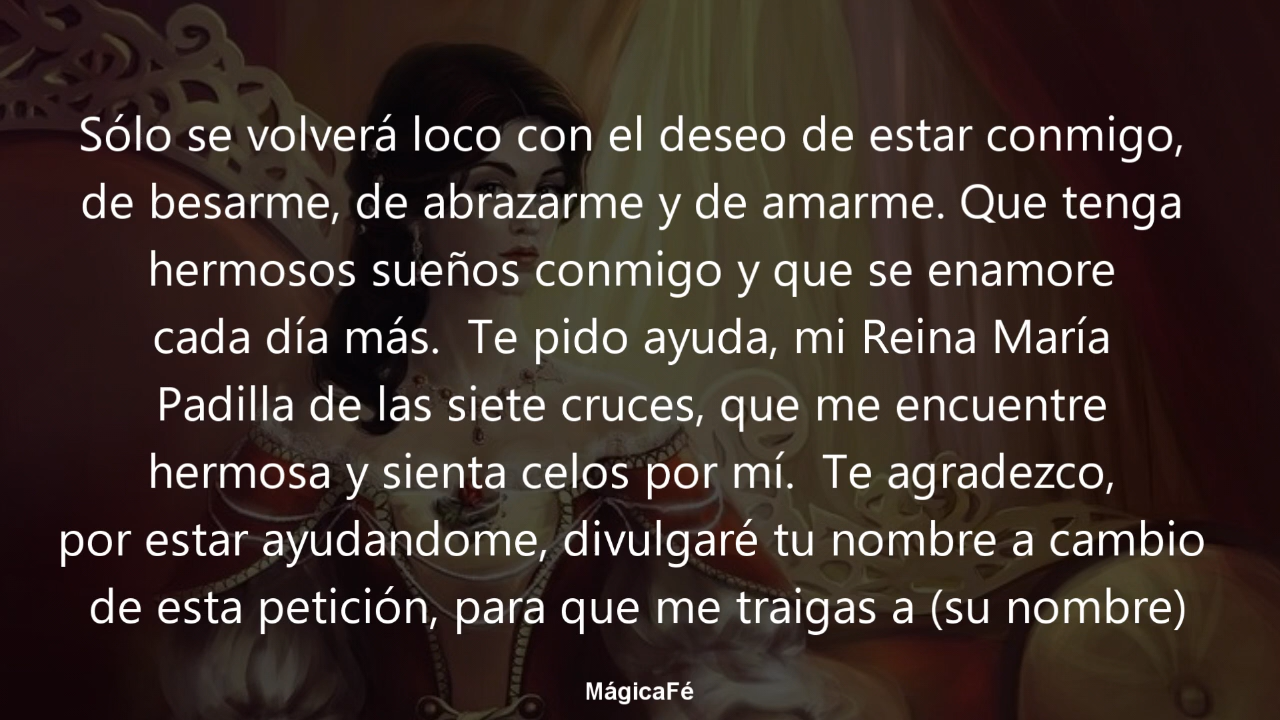 Sólo se volverá loco con el deseo de estar conmigo,
de besarme, de abrazarme y de amarme. Que tenga
hermosos sueños conmigo y que se enamore
cada día más.  Te pido ayuda, mi Reina María
Padilla de las siete cruces, que me encuentre
hermosa y sienta celos por mí.  Te agradezco,
por estar ayudandome, divulgaré tu nombre a cambio
de esta petición, para que me traigas a (su nombre)
MágicaFé